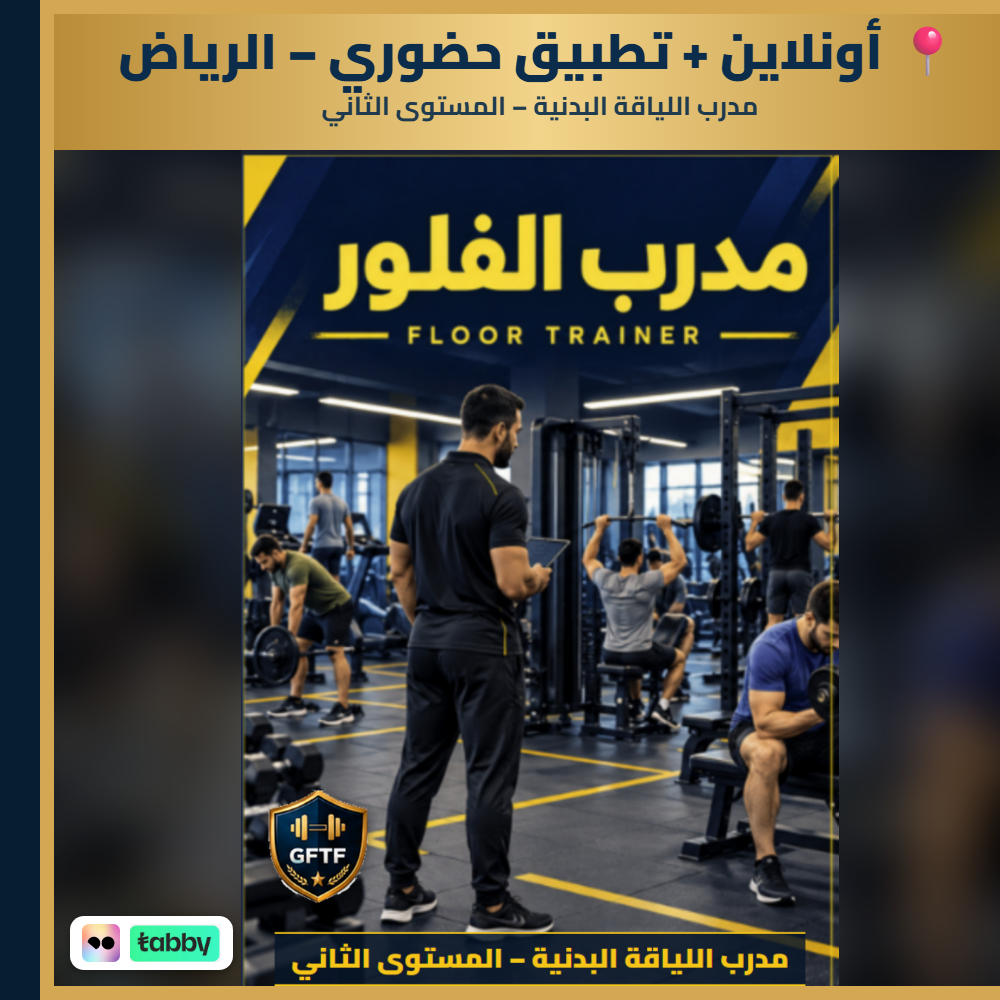 أونلاين + تطبيق حضوري – الرياض
مدرب اللياقة البدنية – المستوى الثاني
مدرب الفلور
FLOOR TRAINER
GFTF
tabby
مدرب اللياقة البدنية – المستوى الثاني